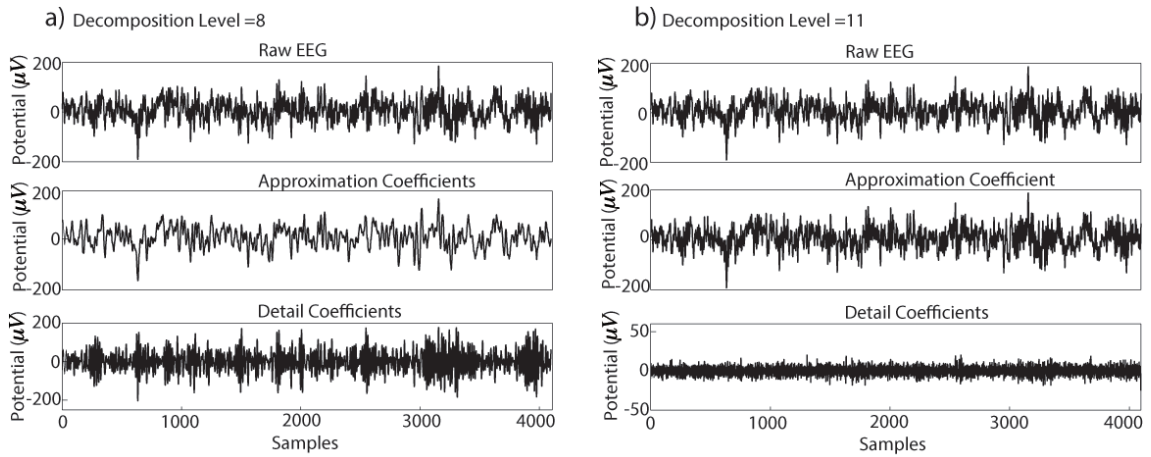 a) Decomposition Level =8
Raw EEG
Potential (μV)
200
0
-200
Approximation Coefficients
Potential (μV)
200
0
-200
Detail Coefficients
Potential (μV)
200
0
-200
0 1000 2000 3000 4000
Samples
b) Decomposition Level =11
Raw EEG
Potential (μV)
200
0
-200
Approximation Coefficient
Potential (μV)
200
0
-200
Detail Coefficients
Potential (μV)
50
0
-50
0 1000 2000 3000 4000
Samples